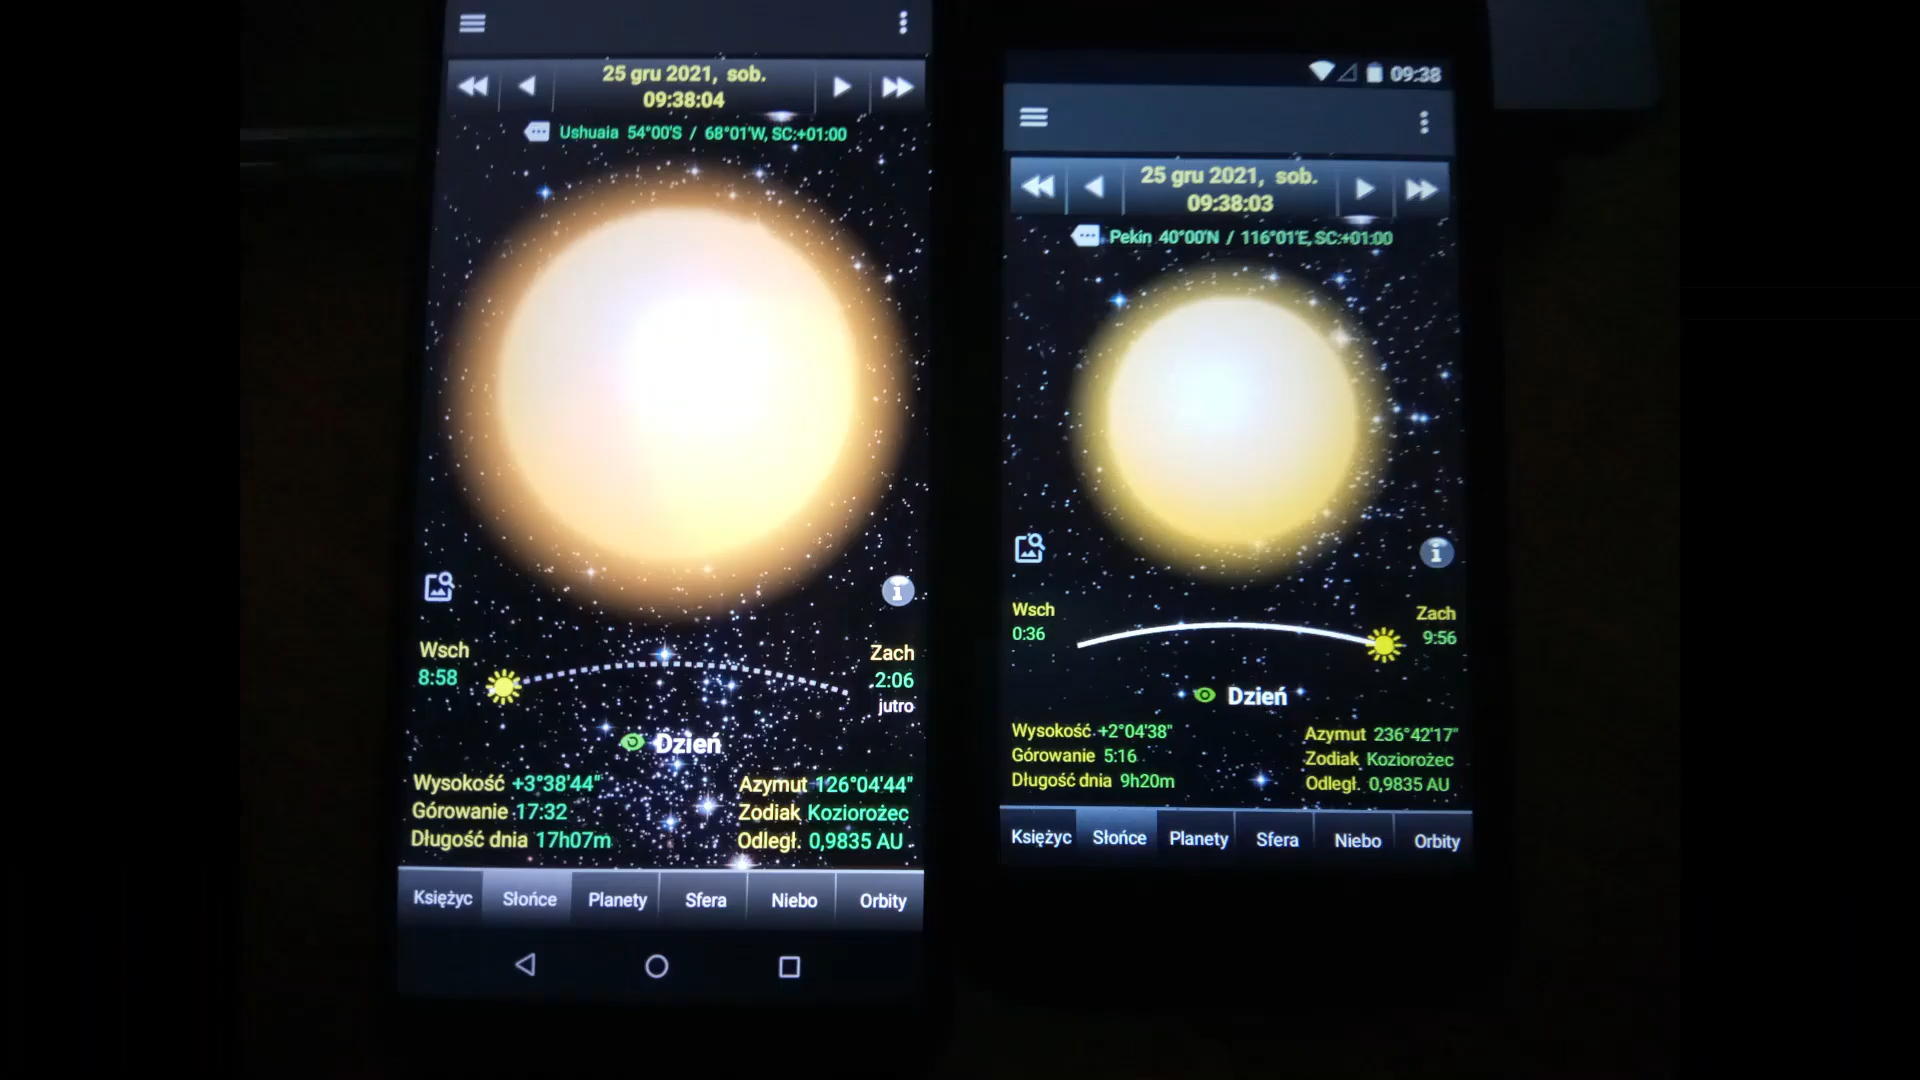 25 gru 2021, sob.
09:38:04
Ushuaia 54°00'S / 68°01'W, SC:+01:00
Wsch
8:58
Zach
2:06
jutro
Dzień
Wysokość +3°38'44"
Górowanie 17:32
Długość dnia 17h07m
Azymut 126°04'44"
Zodiak Koziorożec
Odległ. 0,9835 AU
Księżyc
Słońce
Planety
Sfera
Niebo
Orbity
09:38
25 gru 2021, sob.
09:38:03
Pekin 40°00'N / 116°01'E, SC:+01:00
Wsch
0:36
Zach
9:56
Dzień
Wysokość +2°04'38"
Górowanie 5:16
Długość dnia 9h20m
Azymut 236°42'17"
Zodiak Koziorożec
Odległ. 0,9835 AU
Księżyc
Słońce
Planety
Sfera
Niebo
Orbity